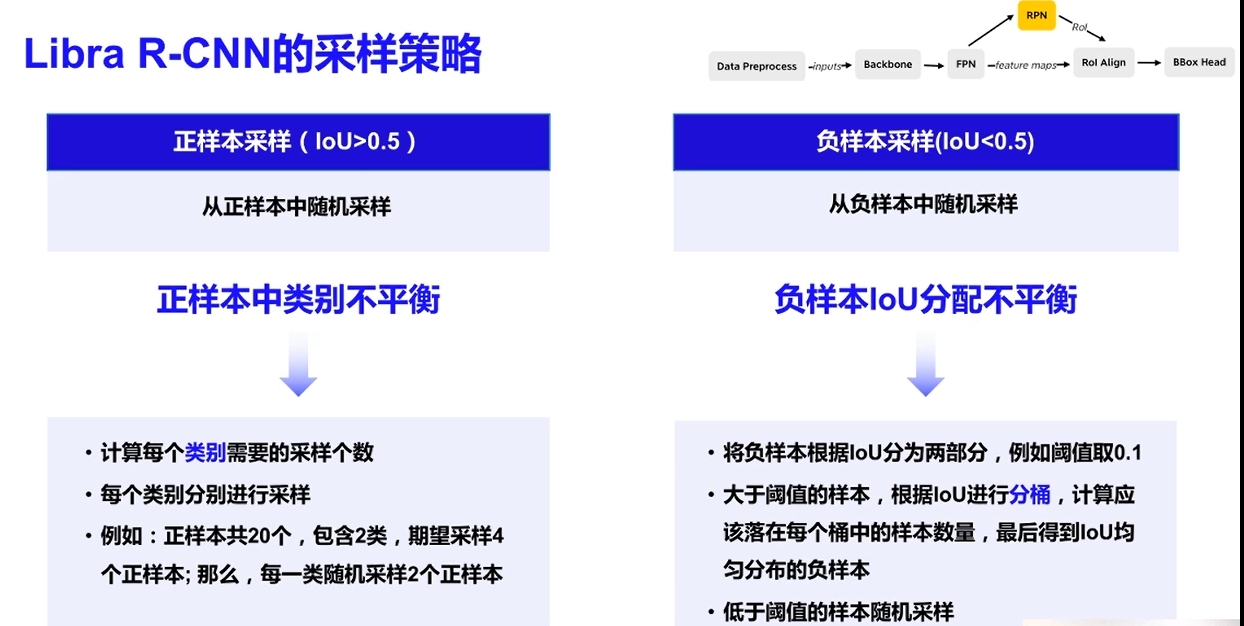 Libra R-CNN的采样策略
RPN
RoI
Data Preprocess
inputs
Backbone
FPN
feature maps
RoI Align
BBox Head
正样本采样（IoU>0.5）
从正样本中随机采样
正样本中类别不平衡
• 计算每个类别需要的采样个数
• 每个类别分别进行采样
• 例如：正样本共20个，包含2类，期望采样4
个正样本; 那么，每一类随机采样2个正样本
负样本采样(IoU<0.5)
从负样本中随机采样
负样本IoU分配不平衡
• 将负样本根据IoU分为两部分，例如阈值取0.1
• 大于阈值的样本，根据IoU进行分桶，计算应
该落在每个桶中的样本数量，最后得到IoU均
匀分布的负样本
• 低于阈值的样本随机采样